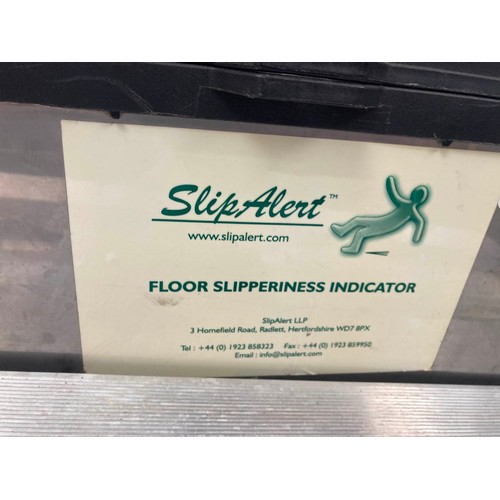 SlipAlert™
www.slipalert.com
FLOOR SLIPPERINESS INDICATOR
SlipAlert LLP
3 Homefield Road, Radlett, Hertfordshire WD7 8PX
Tel : +44 (0) 1923 858323 Fax : +44 (0) 1923 859950
Email : info@slipalert.com